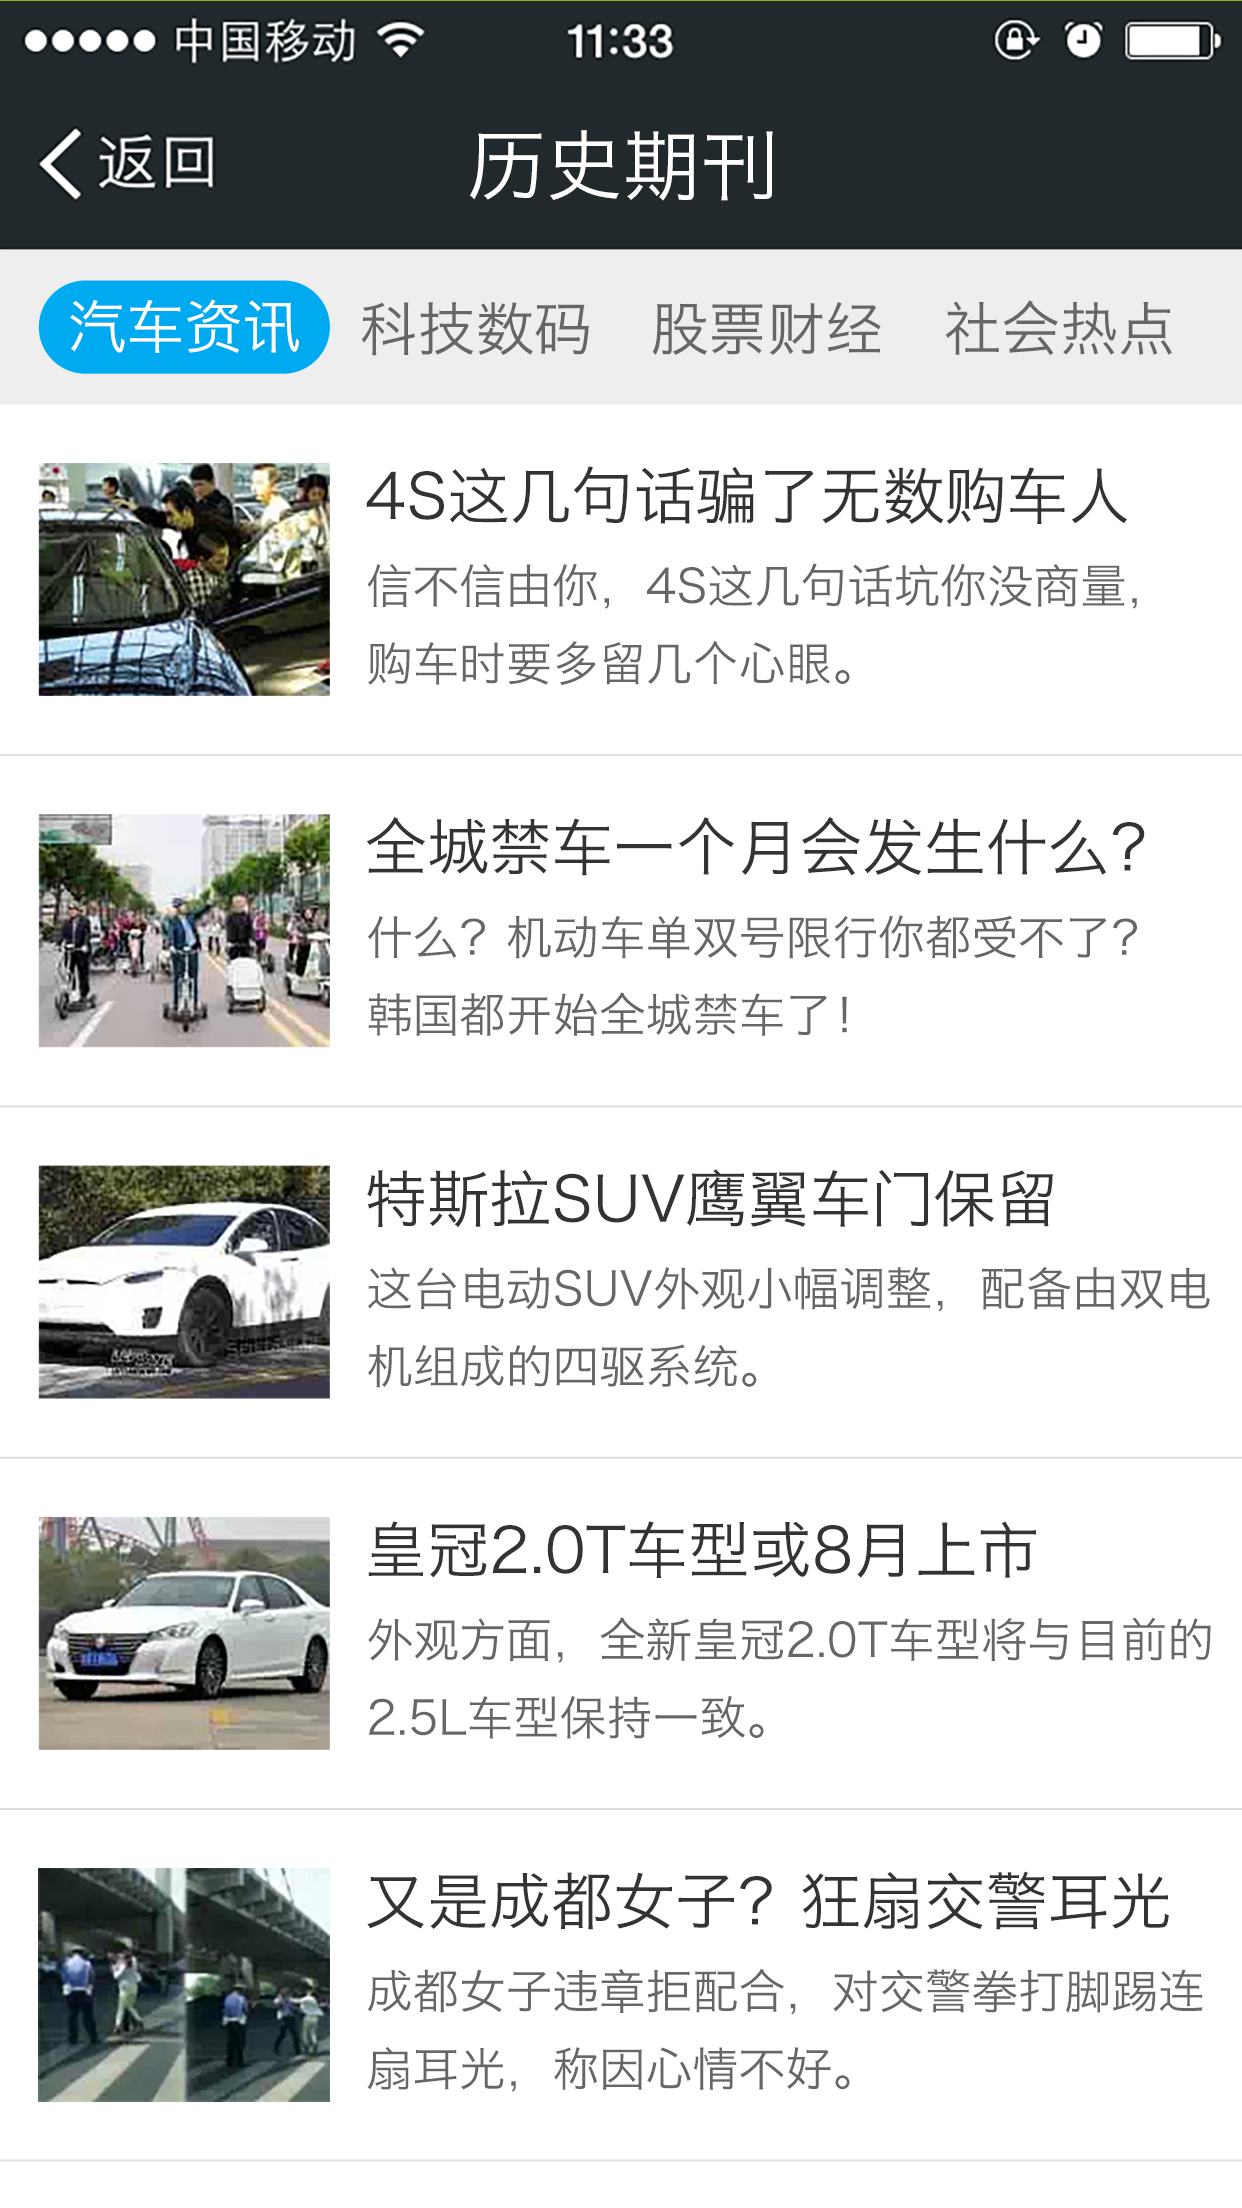 中国移动
11:33
返回
历史期刊
汽车资讯 科技数码 股票财经 社会热点
4S这几句话骗了无数购车人
信不信由你，4S这几句话坑你没商量，
购车时要多留几个心眼。
全城禁车一个月会发生什么？
什么？机动车单双号限行你都受不了？
韩国都开始全城禁车了！
特斯拉SUV鹰翼车门保留
这台电动SUV外观小幅调整，配备由双电
机组成的四驱系统。
皇冠2.0T车型或8月上市
外观方面，全新皇冠2.0T车型将与目前的
2.5L车型保持一致。
又是成都女子？狂扇交警耳光
成都女子违章拒配合，对交警拳打脚踢连
扇耳光，称因心情不好。